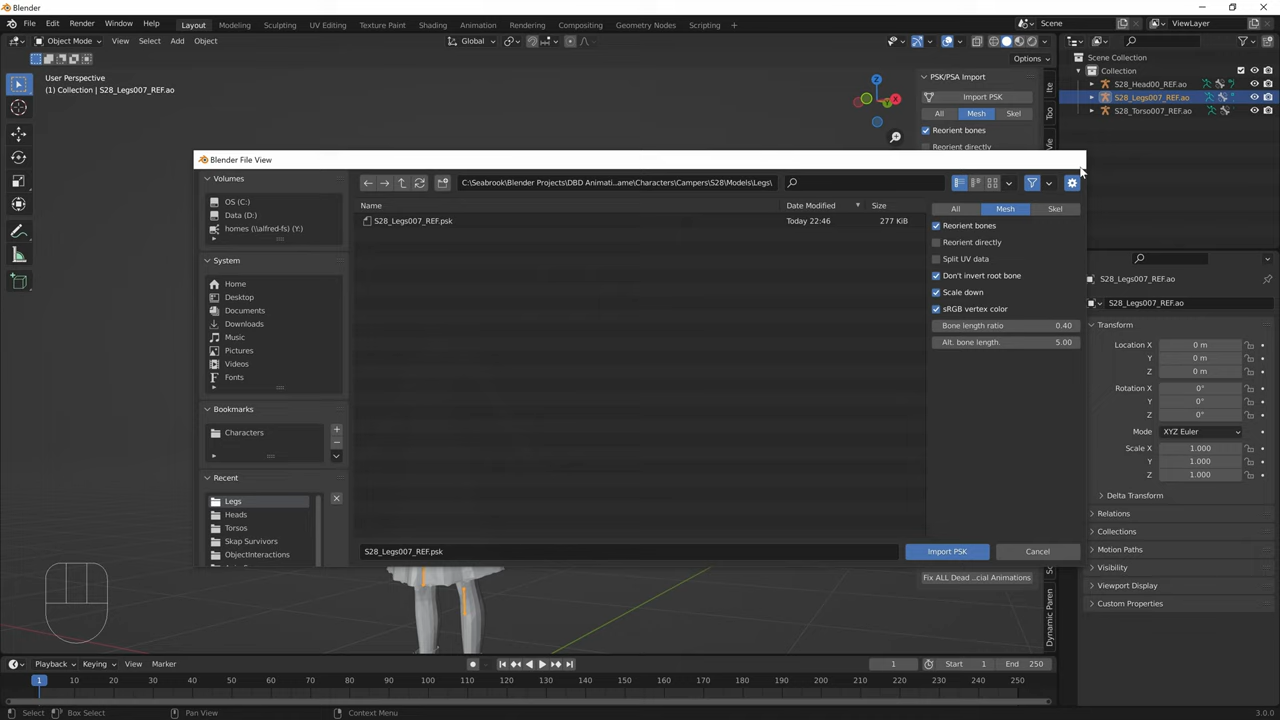 Blender
File Edit Render Window Help Layout Modeling Sculpting UV Editing Texture Paint Shading Animation Rendering Compositing Geometry Nodes Scripting + Scene ViewLayer
Object Mode View Select Add Object Global
Options
User Perspective
(1) Collection | S28_Legs007_REF.ao
PSK/PSA Import
Import PSK
All Mesh Skel
Reorient bones
Reorient directly
Scene Collection
Collection
S28_Head00_REF.ao
S28_Legs007_REF.ao
S28_Torso007_REF.ao
Blender File View
Volumes
OS (C:)
Data (D:)
homes (\\alfred-fs) (Y:)
System
Home
Desktop
Documents
Downloads
Music
Pictures
Videos
Fonts
Bookmarks
Characters
Recent
Legs
Heads
Torsos
Skap Survivors
ObjectInteractions
C:\Seabrook\Blender Projects\DBD Animati...ame/Characters\Campers\S28\Models\Legs\
Name Date Modified Size
S28_Legs007_REF.psk Today 22:46 277 KiB
All Mesh Skel
Reorient bones
Reorient directly
Split UV data
Don't invert root bone
Scale down
sRGB vertex color
Bone length ratio 0.40
Alt. bone length. 5.00
S28_Legs007_REF.psk Import PSK Cancel
Fix ALL Dead ..cial Animations
Dynamic Paren
S28_Legs007_REF.ao
S28_Legs007_REF.ao
Transform
Location X 0 m
Y 0 m
Z 0 m
Rotation X 0°
Y 0°
Z 0°
Mode XYZ Euler
Scale X 1.000
Y 1.000
Z 1.000
Delta Transform
Relations
Collections
Motion Paths
Visibility
Viewport Display
Custom Properties
Playback Keying View Marker 1 Start 1 End 250
1 10 20 30 40 50 60 70 80 90 100 110 120 130 140 150 160 170 180 190 200 210 220 230 240 250
Select Box Select Pan View Context Menu 3.0.0